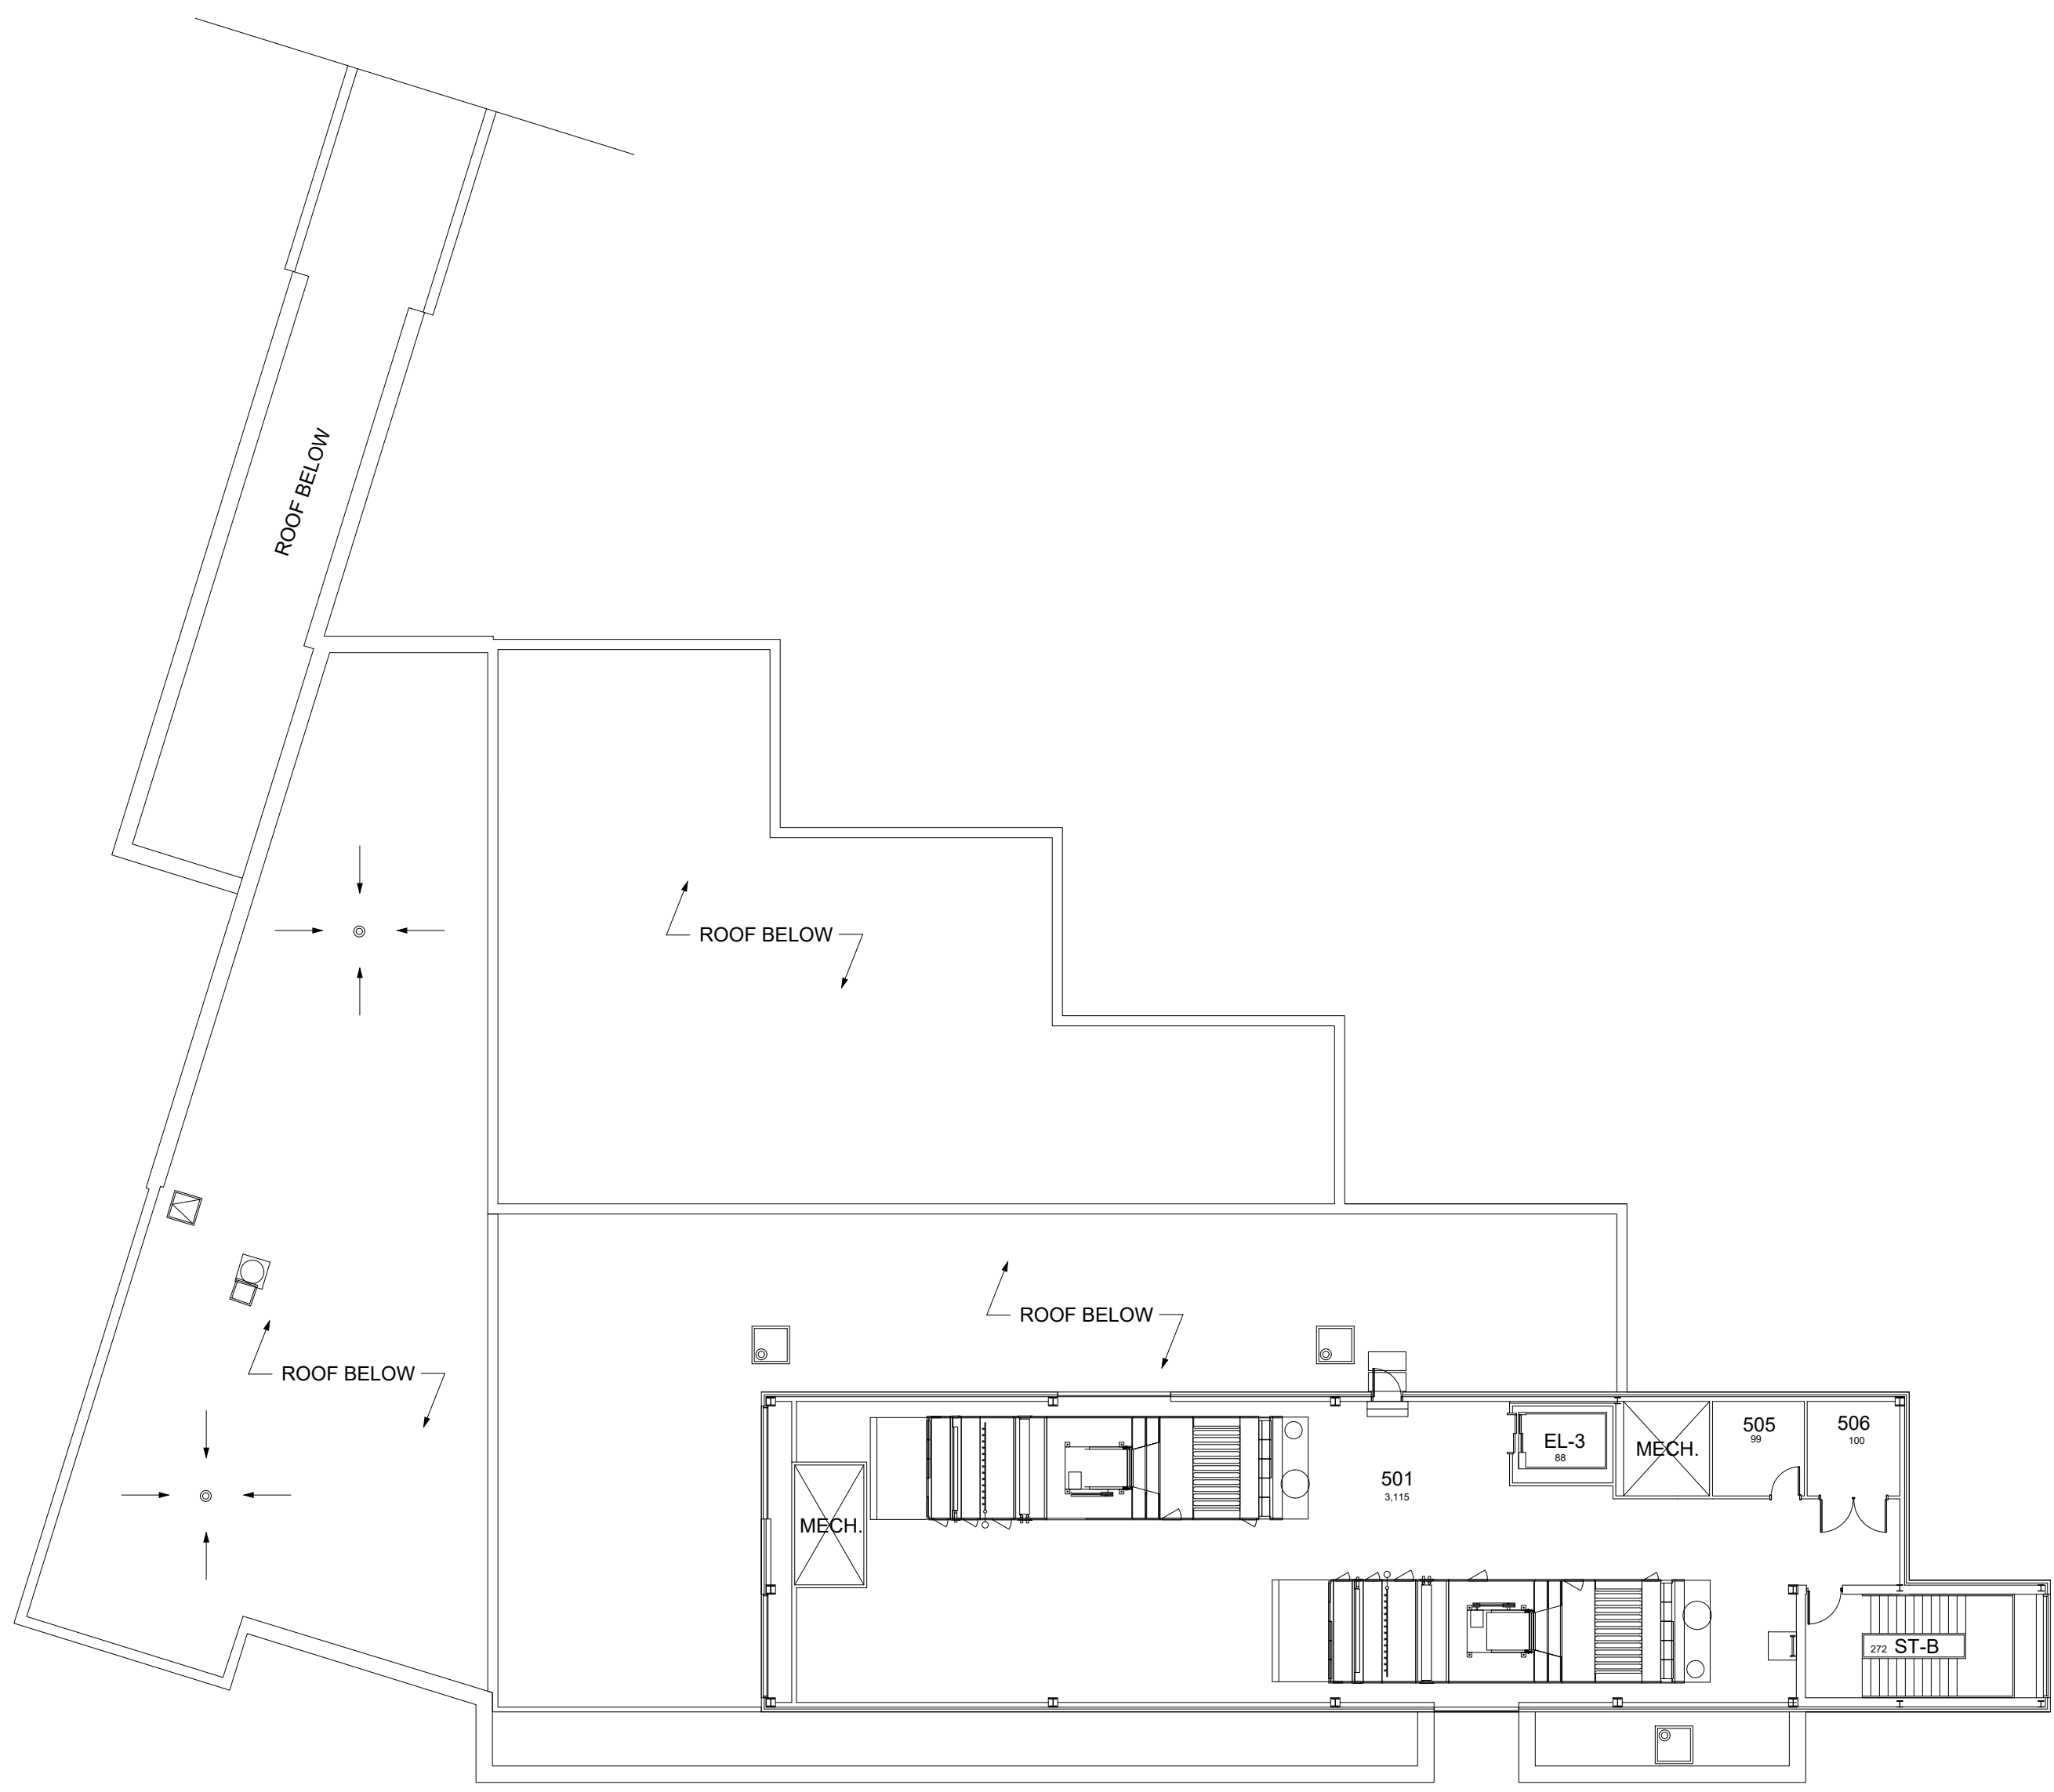 ROOF BELOW
ROOF BELOW
ROOF BELOW
ROOF BELOW
505
99
506
100
EL-3
88
MECH.
501
3,115
MECH.
272 ST-B